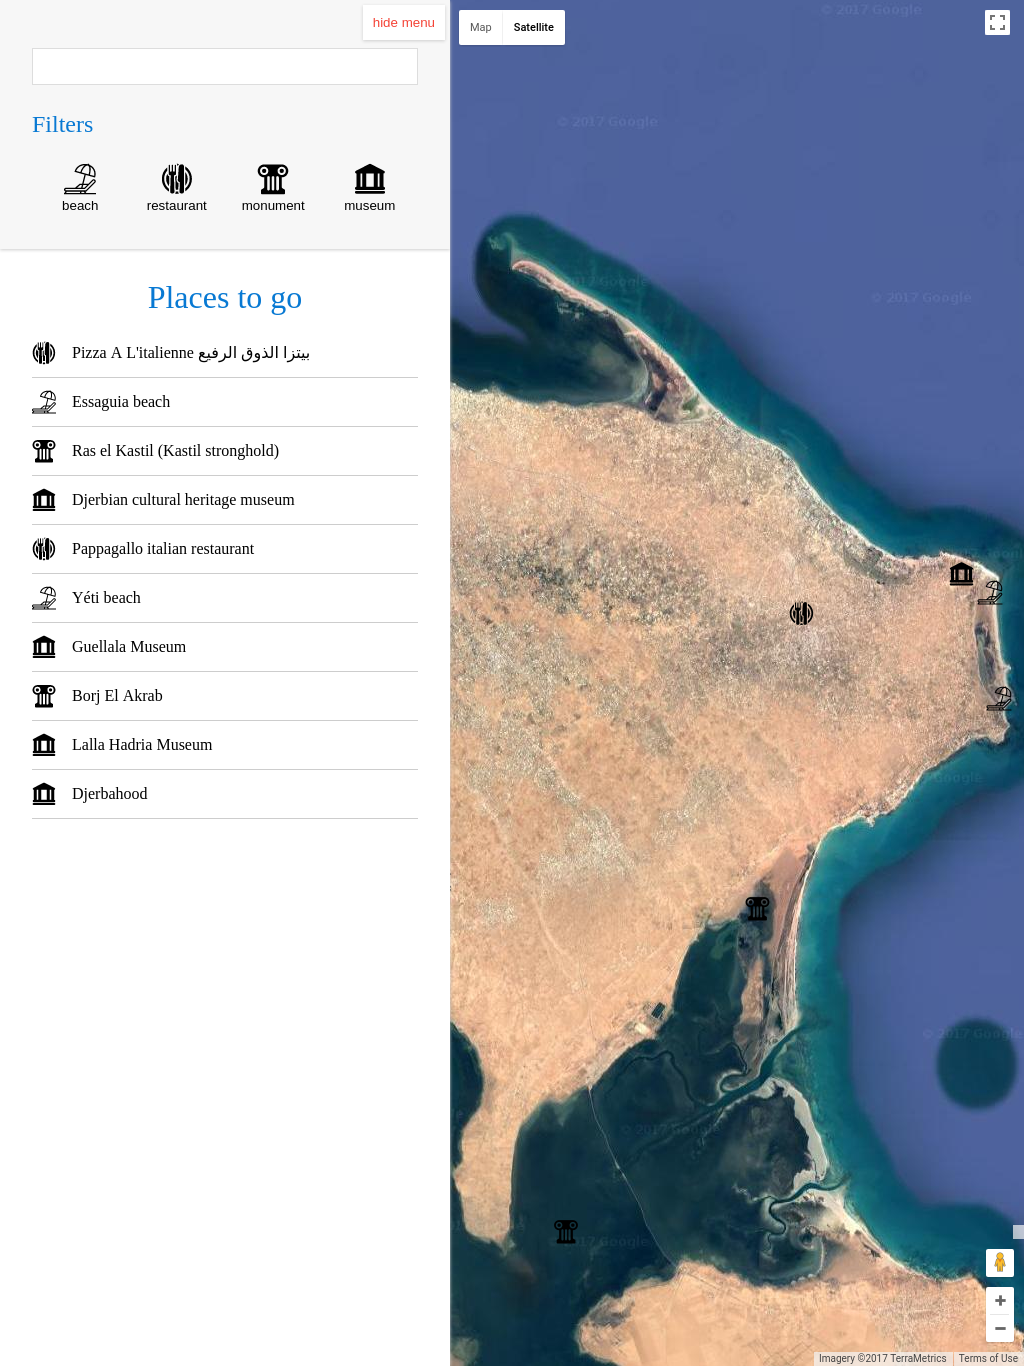 hide menu
Map Satellite
Filters
beach restaurant monument museum
Places to go
Pizza A L'italienne بيتزا الذوق الرفيع
Essaguia beach
Ras el Kastil (Kastil stronghold)
Djerbian cultural heritage museum
Pappagallo italian restaurant
Yéti beach
Guellala Museum
Borj El Akrab
Lalla Hadria Museum
Djerbahood
© 2017 Google
© 2017 Google
2017 Google
© 2017 Google
Google
© 2017 Google
© 2017 Google
2017 Google
Imagery ©2017 TerraMetrics Terms of Use